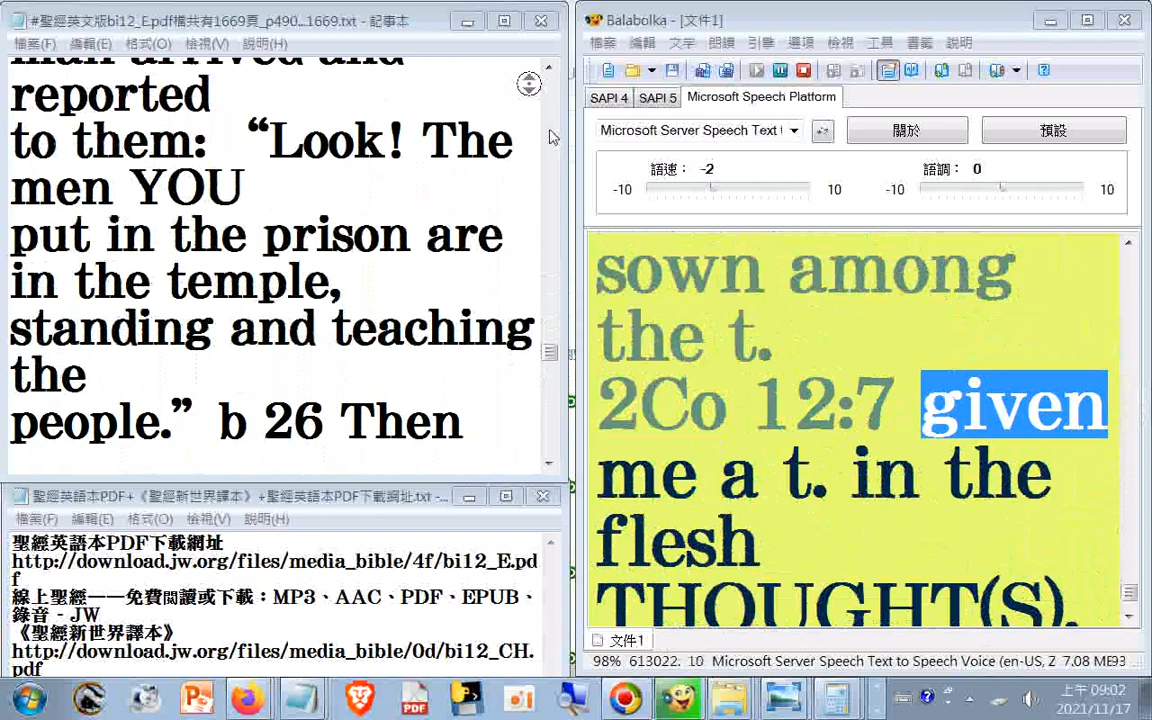 #聖經英文版bi12_E.pdf檔共有1669頁_p490...1669.txt - 記事本
檔案(F) 編輯(E) 格式(O) 檢視(V) 說明(H)
man arrived and
reported
to them: “Look! The
men YOU
put in the prison are
in the temple,
standing and teaching
the
people.” b 26 Then
聖經英語本PDF+《聖經新世界譯本》+聖經英語本PDF下載網址.txt -
檔案(F) 編輯(E) 格式(O) 檢視(V) 說明(H)
聖經英語本PDF下載網址
http://download.jw.org/files/media_bible/4f/bi12_E.pd
f
線上聖經——免費閱讀或下載：MP3、AAC、PDF、EPUB、
錄音 - JW
《聖經新世界譯本》
http://download.jw.org/files/media_bible/0d/bi12_CH.
pdf
Balabolka - [文件1]
檔案 編輯 文字 朗讀 引擎 選項 檢視 工具 書籤 說明
SAPI 4 SAPI 5 Microsoft Speech Platform
Microsoft Server Speech Text 關於 預設
語速： -2 語調： 0
-10 10 -10 10
sown among
the t.
2Co 12:7 given
me a t. in the
flesh
THOUGHT(S),
文件1
98% 613022. 10 Microsoft Server Speech Text to Speech Voice (en-US, Z 7.08 ME93
上午 09:02
2021/11/17